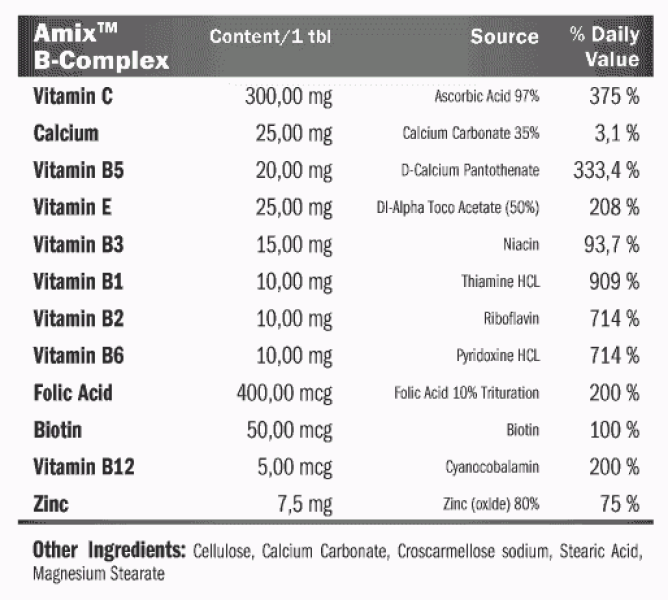 Amix™ B-Complex Content/1 tbl Source % Daily Value
Vitamin C 300,00 mg Ascorbic Acid 97% 375 %
Calcium 25,00 mg Calcium Carbonate 35% 3,1 %
Vitamin B5 20,00 mg D-Calcium Pantothenate 333,4 %
Vitamin E 25,00 mg Dl-Alpha Toco Acetate (50%) 208 %
Vitamin B3 15,00 mg Niacin 93,7 %
Vitamin B1 10,00 mg Thiamine HCL 909 %
Vitamin B2 10,00 mg Riboflavin 714 %
Vitamin B6 10,00 mg Pyridoxine HCL 714 %
Folic Acid 400,00 mcg Folic Acid 10% Trituration 200 %
Biotin 50,00 mcg Biotin 100 %
Vitamin B12 5,00 mcg Cyanocobalamin 200 %
Zinc 7,5 mg Zinc (oxide) 80% 75 %
Other Ingredients: Cellulose, Calcium Carbonate, Croscarmellose sodium, Stearic Acid,
Magnesium Stearate